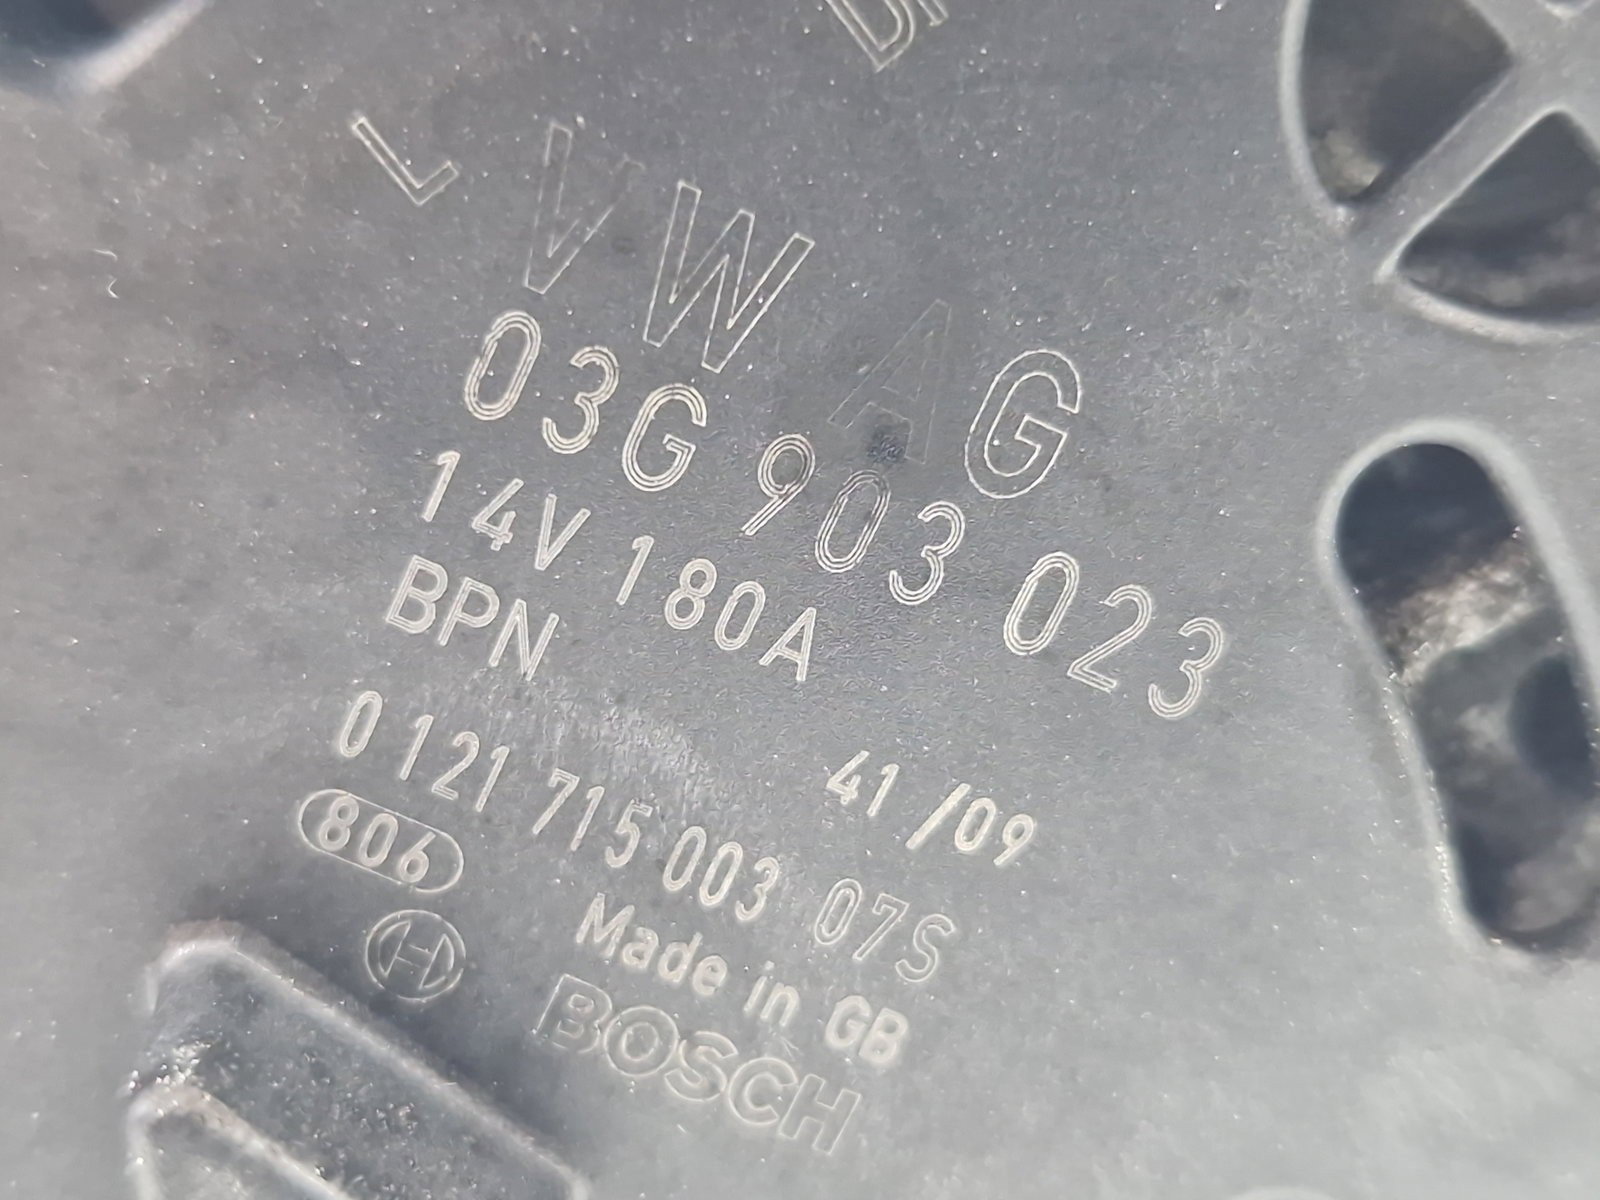 L
VW AG
03G 903 023
14V 180A
BPN
41/09
0 121 715 003 07S
806
Made in GB
BOSCH